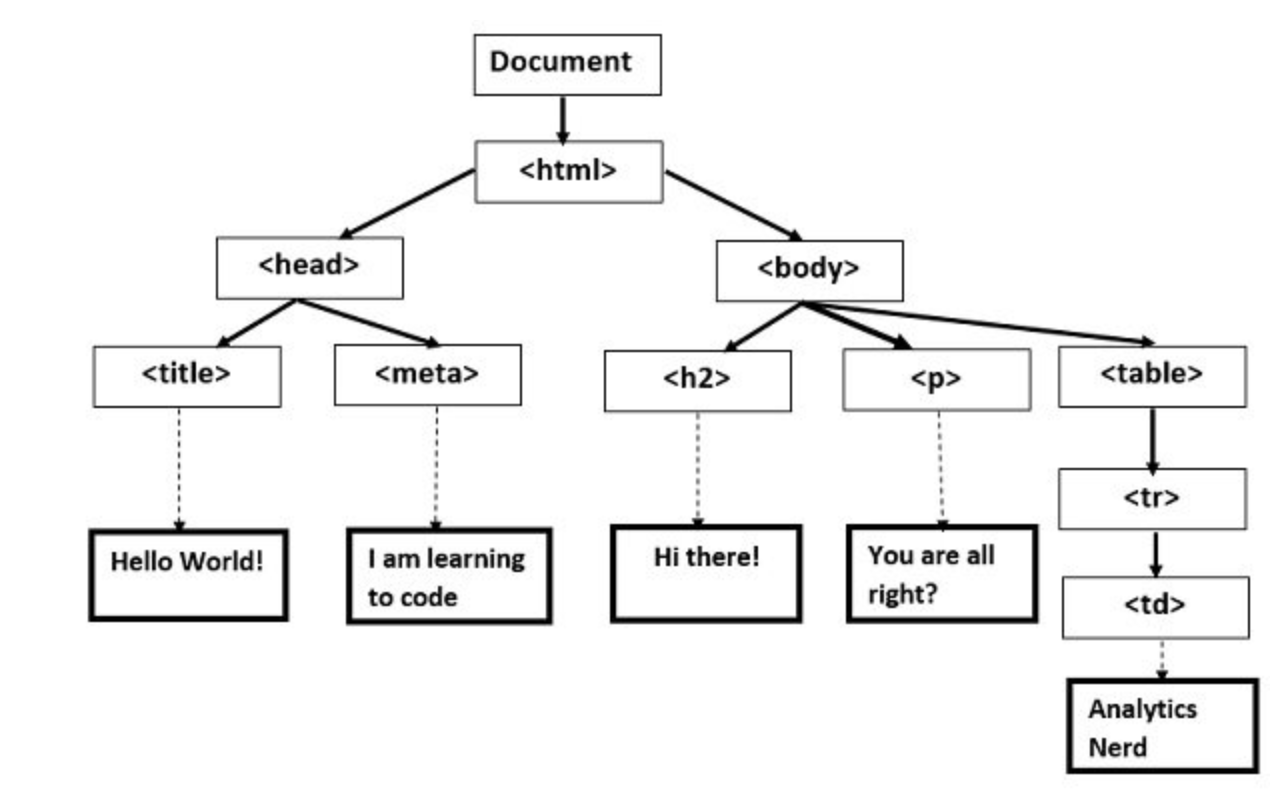 Document
<html>
<head>
<body>
<title>
<meta>
<h2>
<p>
<table>
<tr>
<td>
Hello World!
I am learning
to code
Hi there!
You are all
right?
Analytics
Nerd